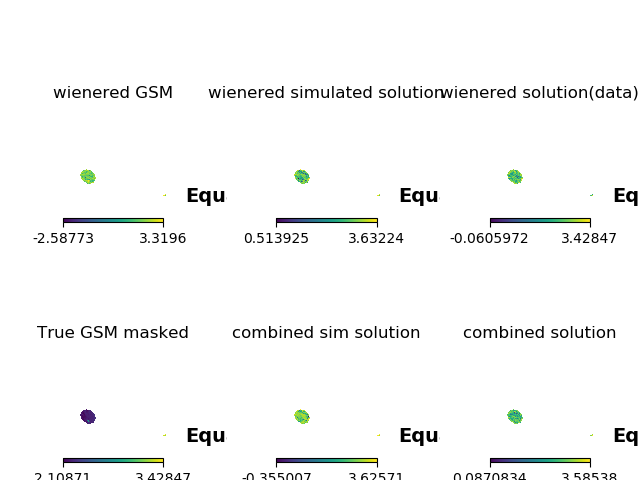 wienered GSM wienered simulated solution wienered solution(data)
Equ Equ Eq
-2.58773 3.3196 0.513925 3.63224 -0.0605972 3.42847
True GSM masked combined sim solution combined solution
Equ Equ Eq
2.10871 3.42847 -0.355007 3.62571 0.0870834 3.58538